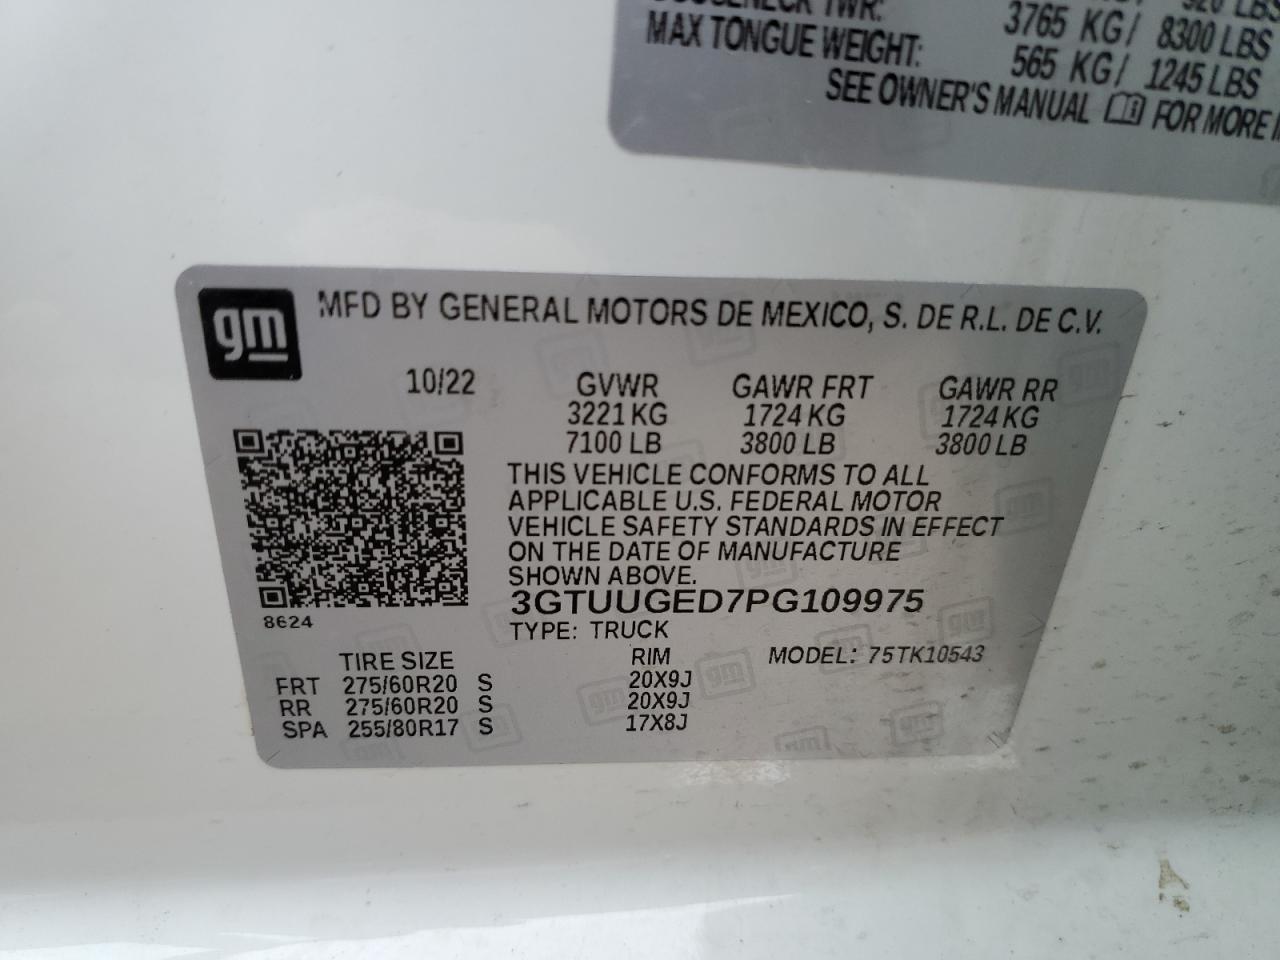 TWR:
3765 KG/ 8300 LBS
MAX TONGUE WEIGHT: 565 KG/ 1245 LBS
SEE OWNER'S MANUAL FOR MORE
gm MFD BY GENERAL MOTORS DE MEXICO, S. DE R.L. DE C.V.
10/22 GVWR GAWR FRT GAWR RR
3221 KG 1724 KG 1724 KG
7100 LB 3800 LB 3800 LB
THIS VEHICLE CONFORMS TO ALL
APPLICABLE U.S. FEDERAL MOTOR
VEHICLE SAFETY STANDARDS IN EFFECT
ON THE DATE OF MANUFACTURE
SHOWN ABOVE.
3GTUUGED7PG109975
8624
TYPE: TRUCK
TIRE SIZE RIM MODEL: 75TK10543
FRT 275/60R20 S 20X9J
RR 275/60R20 S 20X9J
SPA 255/80R17 S 17X8J